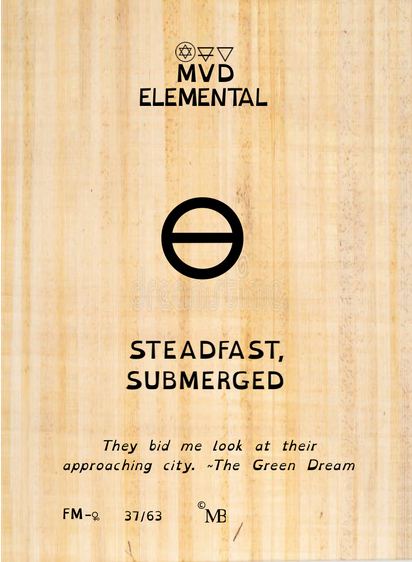 MVD
ELEMENTAL
STEADFAST,
SUBMERGED
They bid me look at their
approaching city. ~The Green Dream
FM-♀ 37/63 © MB